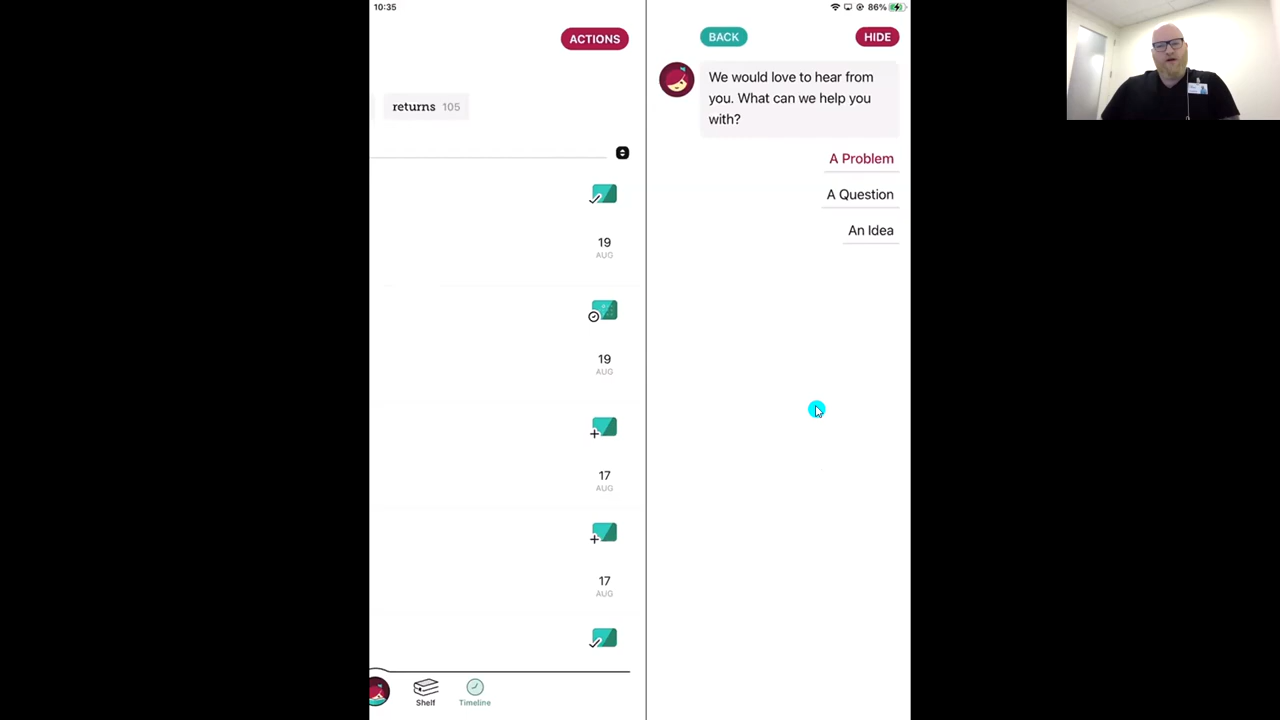 10:35
86%
ACTIONS
returns 105
19
AUG
19
AUG
17
AUG
17
AUG
Shelf
Timeline
BACK
HIDE
We would love to hear from
you. What can we help you
with?
A Problem
A Question
An Idea